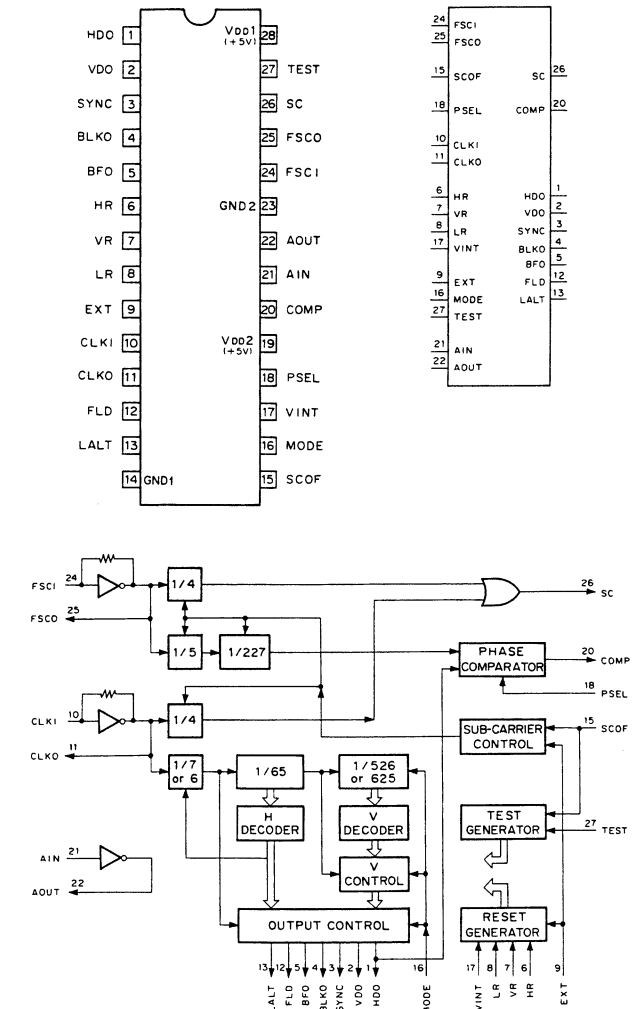 HDO 1 VDD1 (+5V) 28
VDO 2 27 TEST
SYNC 3 26 SC
BLKO 4 25 FSCO
BFO 5 24 FSCI
HR 6 GND2 23
VR 7 22 AOUT
LR 8 21 AIN
EXT 9 20 COMP
CLKI 10 VDD2 (+5V) 19
CLKO 11 18 PSEL
FLD 12 17 VINT
LALT 13 16 MODE
14 GND1 15 SCOF
24 FSCI
25 FSCO
15 SCOF SC 26
18 PSEL COMP 20
10 CLKI
11 CLKO
6 HR HDO 1
7 VR VDO 2
8 LR SYNC 3
17 VINT BLKO 4
BFO 5
9 EXT FLD 12
16 MODE LALT 13
27 TEST
21 AIN
22 AOUT
FSCI 24
1/4
26 SC
FSCO 25
1/5
1/227
PHASE
COMPARATOR
20 COMP
18 PSEL
CLKI 10
1/4
SUB-CARRIER
CONTROL
15 SCOF
CLKO 11
1/7
or 6
1/65
1/526
or 625
H
DECODER
V
DECODER
TEST
GENERATOR
27 TEST
AIN 21
AOUT 22
V
CONTROL
OUTPUT CONTROL
RESET
GENERATOR
13 12 5 4 3 2 1 16 17 8 7 6 9
LALT FLD BFO BLKO SYNC VDO HDO MODE VINT LR VR HR EXT